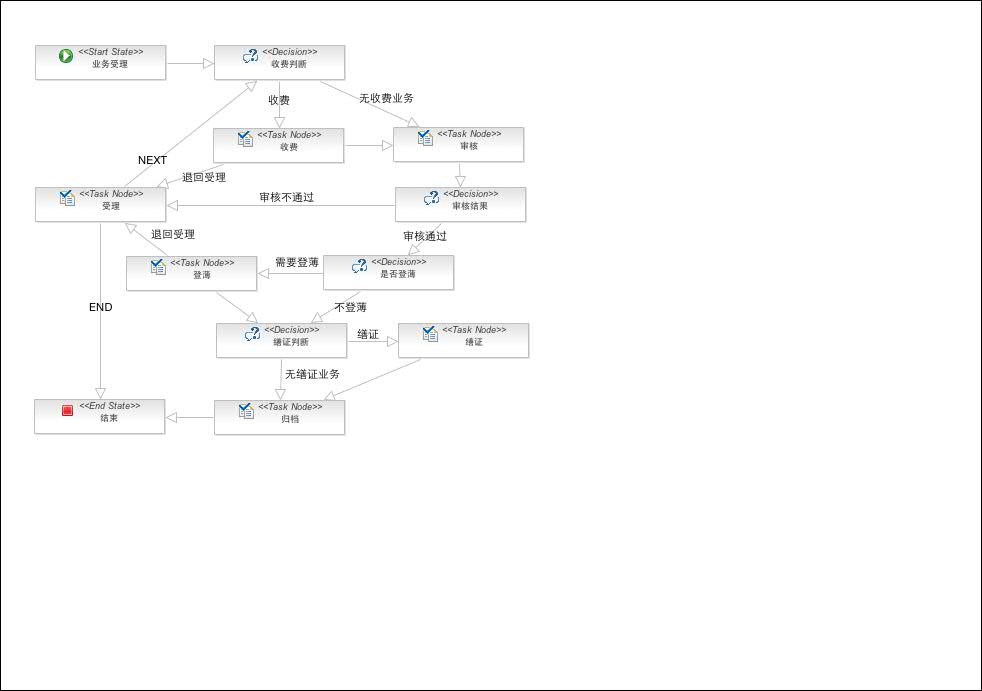 <<Start State>>
业务受理
<<Decision>>
收费判断
收费
无收费业务
<<Task Node>>
收费
<<Task Node>>
审核
NEXT
退回受理
<<Task Node>>
受理
审核不通过
<<Decision>>
审核结果
退回受理
审核通过
<<Task Node>>
登薄
需要登薄
<<Decision>>
是否登薄
END
不登薄
<<Decision>>
缮证判断
缮证
<<Task Node>>
缮证
无缮证业务
<<End State>>
结束
<<Task Node>>
归档